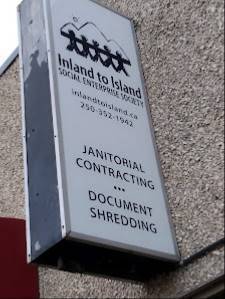 Inland to Island
SOCIAL ENTERPRISE SOCIETY
inlandtoisland.ca
250-352-1942
JANITORIAL
CONTRACTING
•••
DOCUMENT
SHREDDING